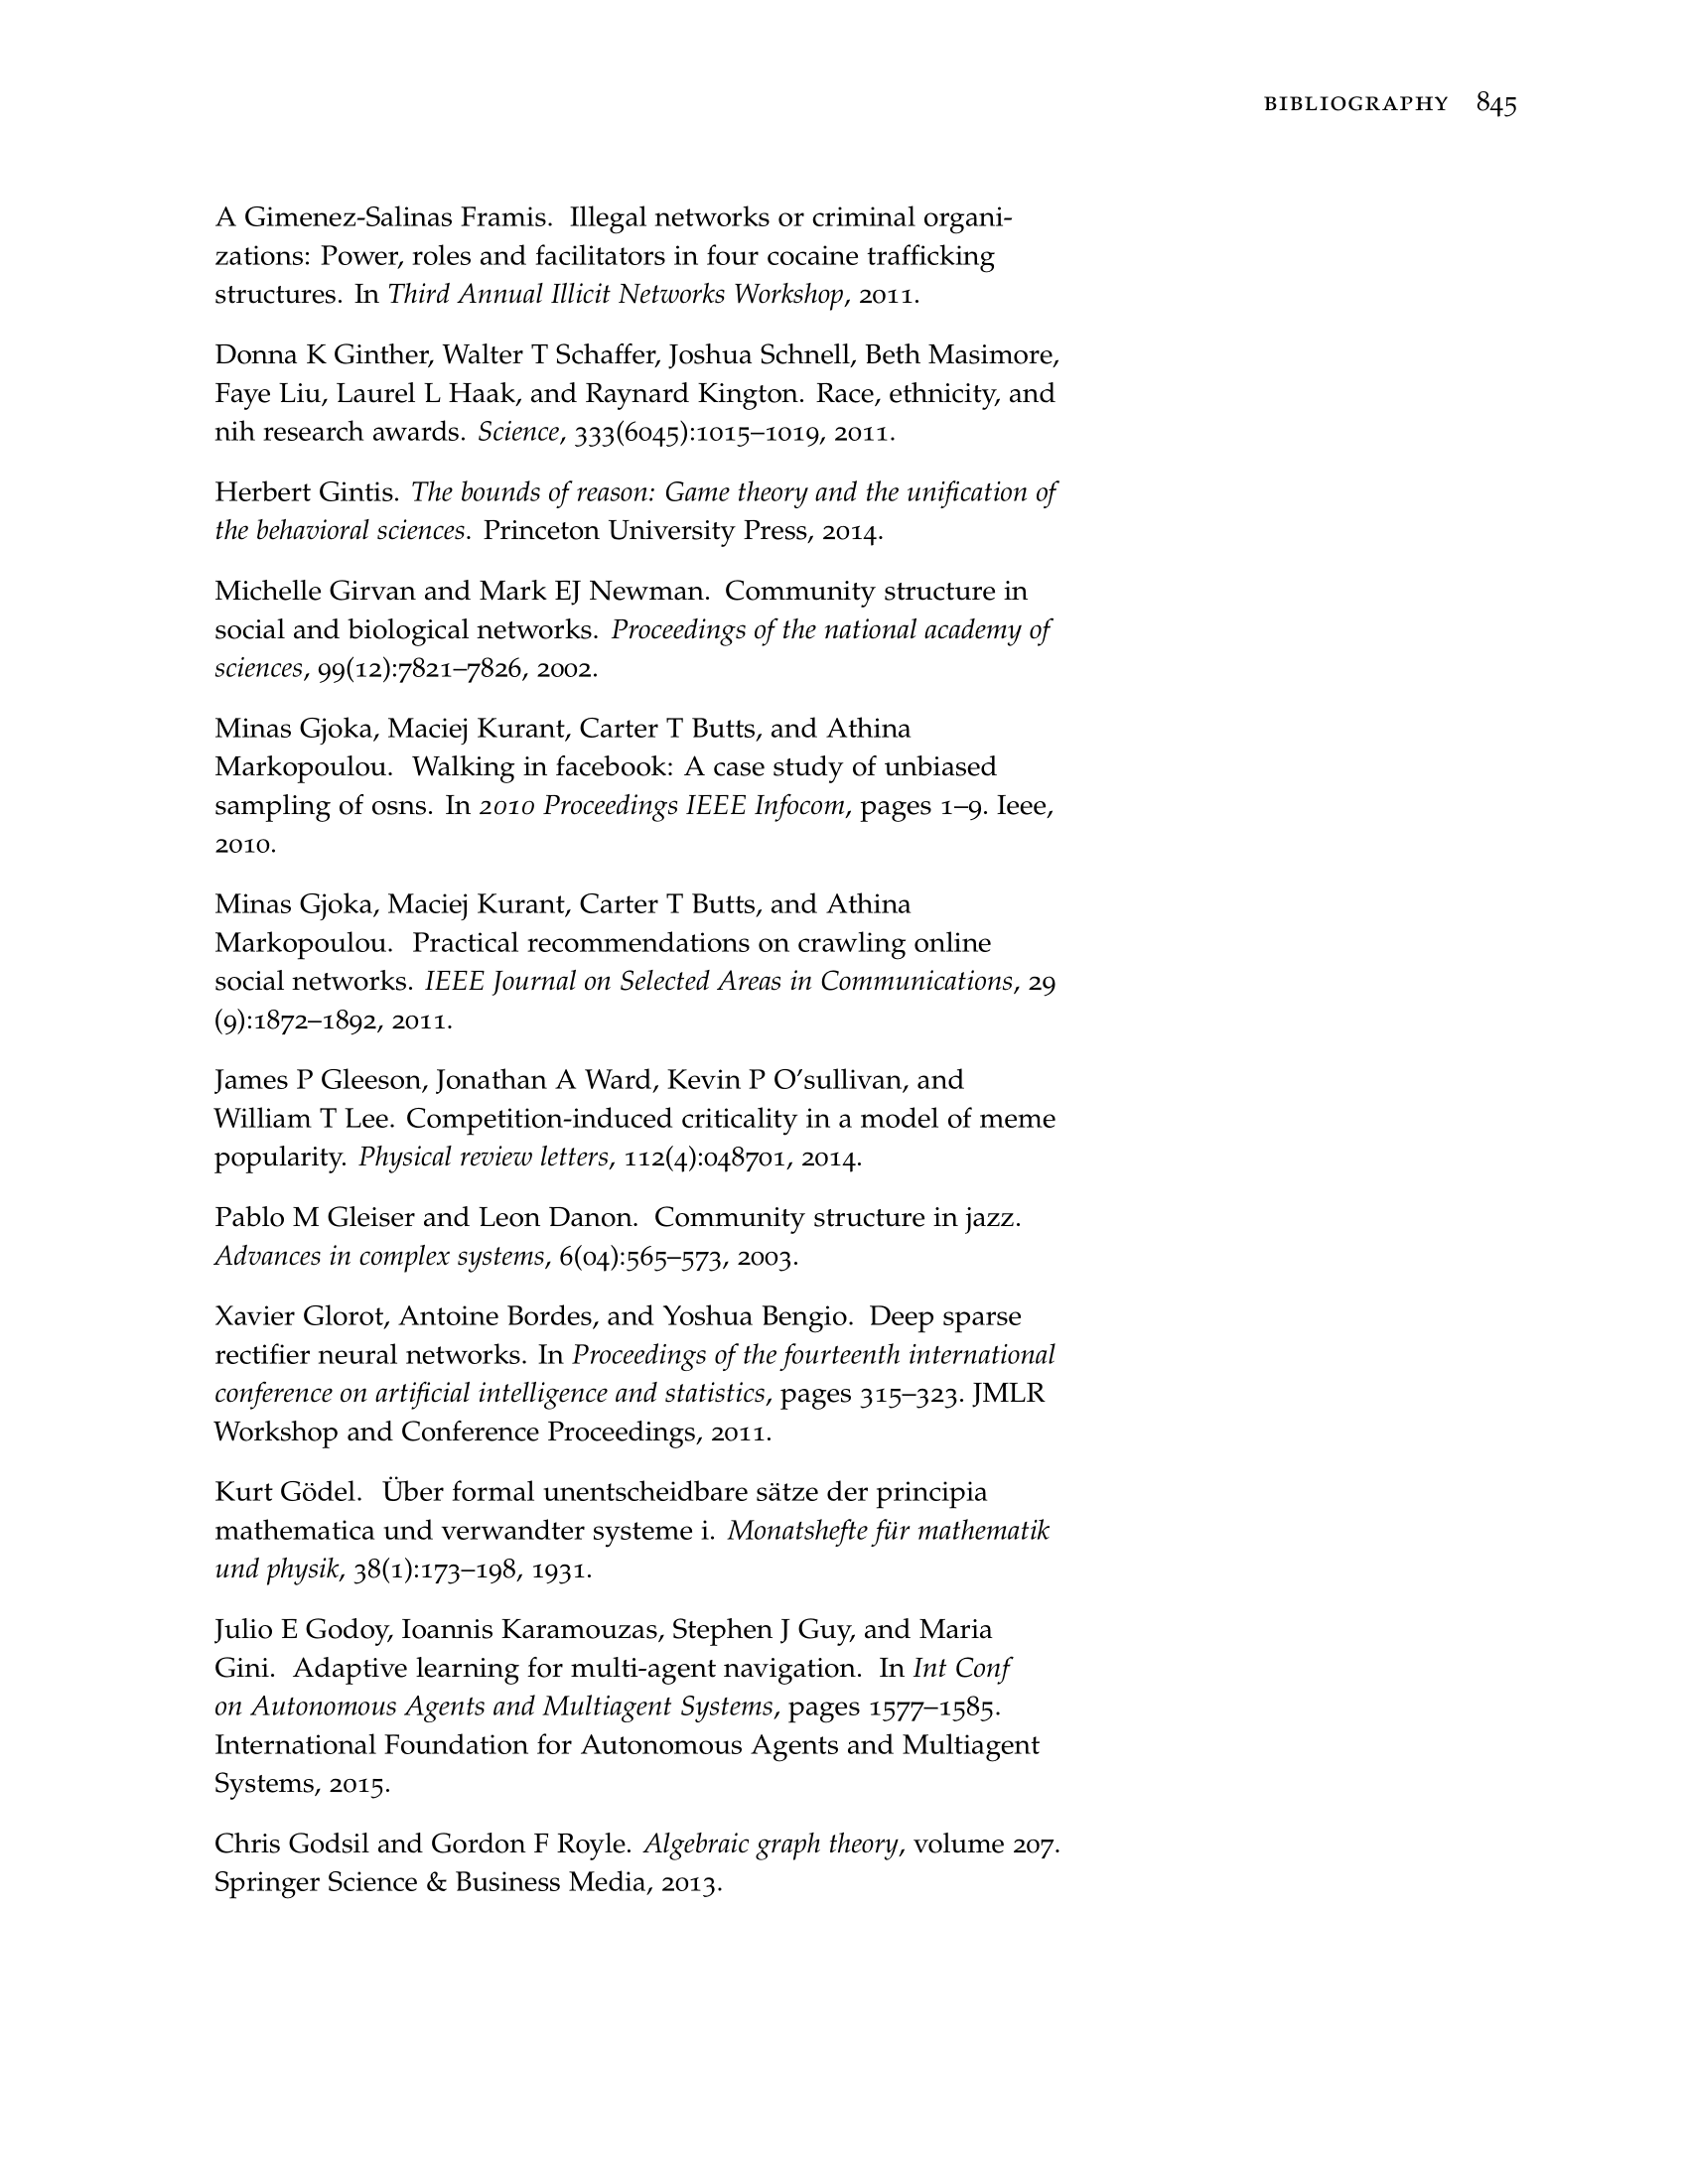 BIBLIOGRAPHY 845
A Gimenez-Salinas Framis. Illegal networks or criminal organi-
zations: Power, roles and facilitators in four cocaine trafficking
structures. In Third Annual Illicit Networks Workshop, 2011.
Donna K Ginther, Walter T Schaffer, Joshua Schnell, Beth Masimore,
Faye Liu, Laurel L Haak, and Raynard Kington. Race, ethnicity, and
nih research awards. Science, 333(6045):1015–1019, 2011.
Herbert Gintis. The bounds of reason: Game theory and the unification of
the behavioral sciences. Princeton University Press, 2014.
Michelle Girvan and Mark EJ Newman. Community structure in
social and biological networks. Proceedings of the national academy of
sciences, 99(12):7821–7826, 2002.
Minas Gjoka, Maciej Kurant, Carter T Butts, and Athina
Markopoulou. Walking in facebook: A case study of unbiased
sampling of osns. In 2010 Proceedings IEEE Infocom, pages 1–9. Ieee,
2010.
Minas Gjoka, Maciej Kurant, Carter T Butts, and Athina
Markopoulou. Practical recommendations on crawling online
social networks. IEEE Journal on Selected Areas in Communications, 29
(9):1872–1892, 2011.
James P Gleeson, Jonathan A Ward, Kevin P O’sullivan, and
William T Lee. Competition-induced criticality in a model of meme
popularity. Physical review letters, 112(4):048701, 2014.
Pablo M Gleiser and Leon Danon. Community structure in jazz.
Advances in complex systems, 6(04):565–573, 2003.
Xavier Glorot, Antoine Bordes, and Yoshua Bengio. Deep sparse
rectifier neural networks. In Proceedings of the fourteenth international
conference on artificial intelligence and statistics, pages 315–323. JMLR
Workshop and Conference Proceedings, 2011.
Kurt Gödel. Über formal unentscheidbare sätze der principia
mathematica und verwandter systeme i. Monatshefte für mathematik
und physik, 38(1):173–198, 1931.
Julio E Godoy, Ioannis Karamouzas, Stephen J Guy, and Maria
Gini. Adaptive learning for multi-agent navigation. In Int Conf
on Autonomous Agents and Multiagent Systems, pages 1577–1585.
International Foundation for Autonomous Agents and Multiagent
Systems, 2015.
Chris Godsil and Gordon F Royle. Algebraic graph theory, volume 207.
Springer Science & Business Media, 2013.